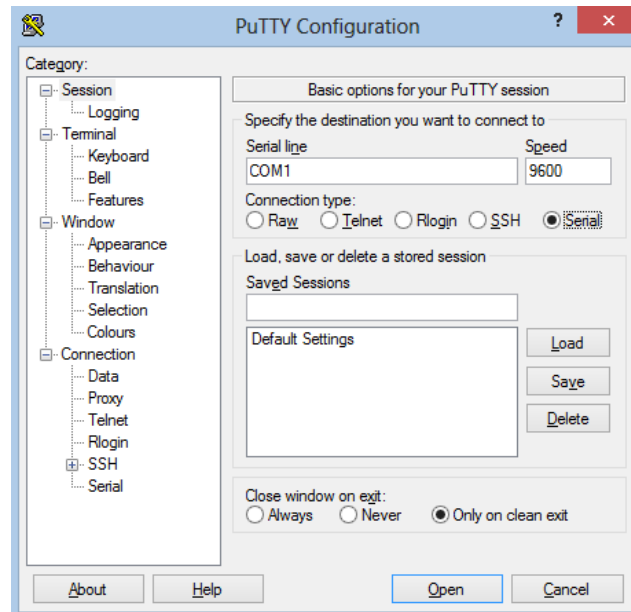 PuTTY Configuration
?
Category:
Session
Logging
Terminal
Keyboard
Bell
Features
Window
Appearance
Behaviour
Translation
Selection
Colours
Connection
Data
Proxy
Telnet
Rlogin
SSH
Serial
Basic options for your PuTTY session
Specify the destination you want to connect to
Serial line Speed
COM1 9600
Connection type:
Raw Telnet Rlogin SSH Serial
Load, save or delete a stored session
Saved Sessions
Default Settings
Load
Save
Delete
Close window on exit:
Always Never Only on clean exit
About Help Open Cancel